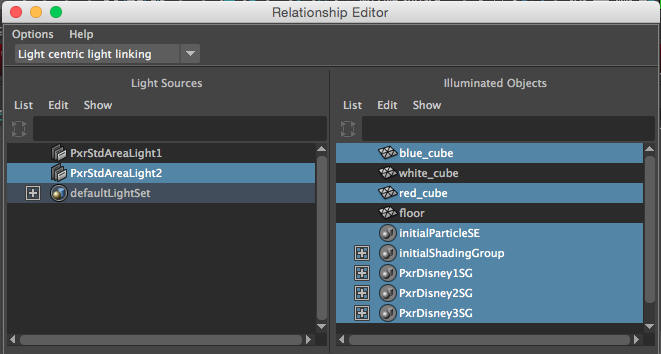 Relationship Editor
Options Help
Light centric light linking
Light Sources
List Edit Show
PxrStdAreaLight1
PxrStdAreaLight2
defaultLightSet
Illuminated Objects
List Edit Show
blue_cube
white_cube
red_cube
floor
initialParticleSE
initialShadingGroup
PxrDisney1SG
PxrDisney2SG
PxrDisney3SG